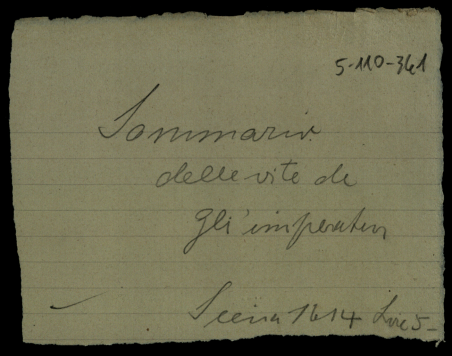 5-110-361
Sommario
delle vite de
gli'imperatori
Siena 1614 Lire 5-